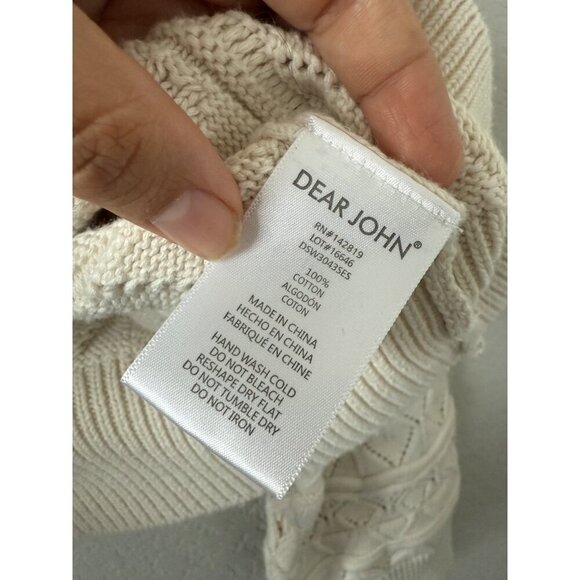 DEAR JOHN®
RN#142819
LOT#16646
DSW3043SES
100%
COTTON
ALGODÓN
COTON
MADE IN CHINA
HECHO EN CHINA
FABRIQUÉ EN CHINE
HAND WASH COLD
DO NOT BLEACH
RESHAPE DRY FLAT
DO NOT TUMBLE DRY
DO NOT IRON